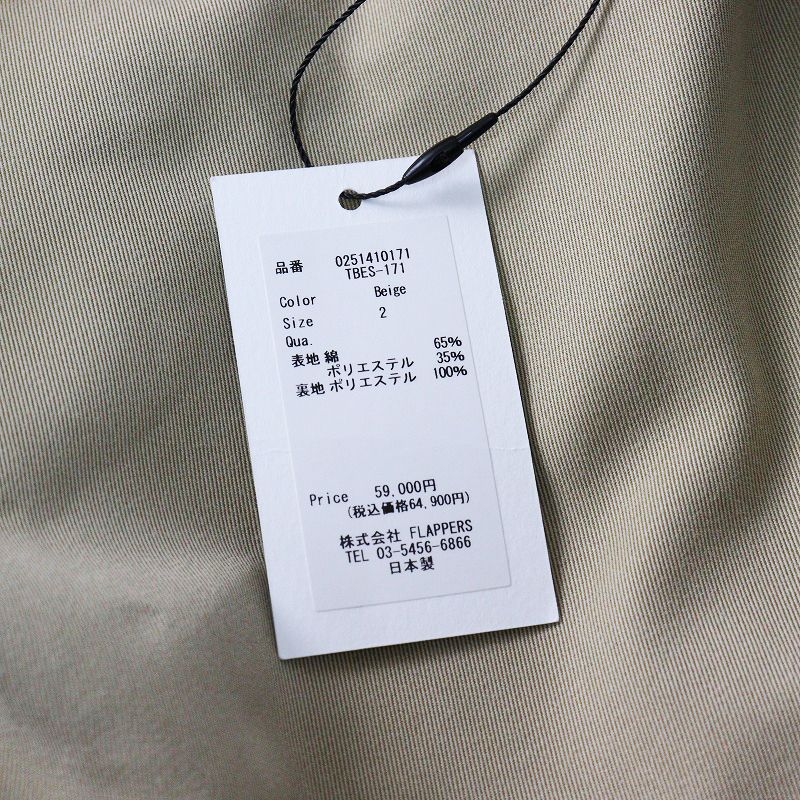 品番 0251410171
TBES-171
Color Beige
Size 2
Qua.
表地 綿 65%
ポリエステル 35%
裏地 ポリエステル 100%
Price 59,000円
(税込価格64,900円)
株式会社 FLAPPERS
TEL 03-5456-6866
日本製